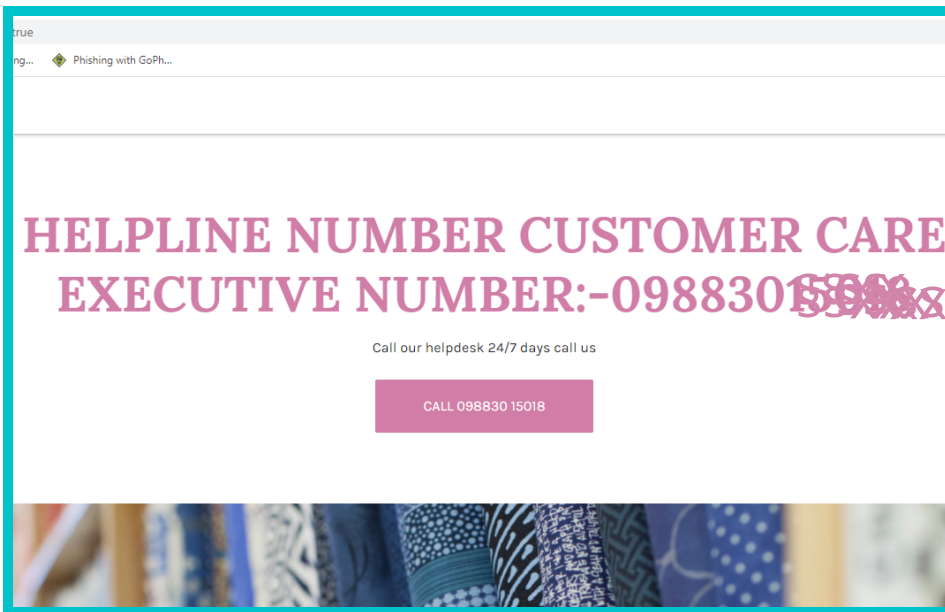 true
ng...
Phishing with GoPh...
HELPLINE NUMBER CUSTOMER CARE
EXECUTIVE NUMBER:-0988301
Call our helpdesk 24/7 days call us
CALL 098830 15018